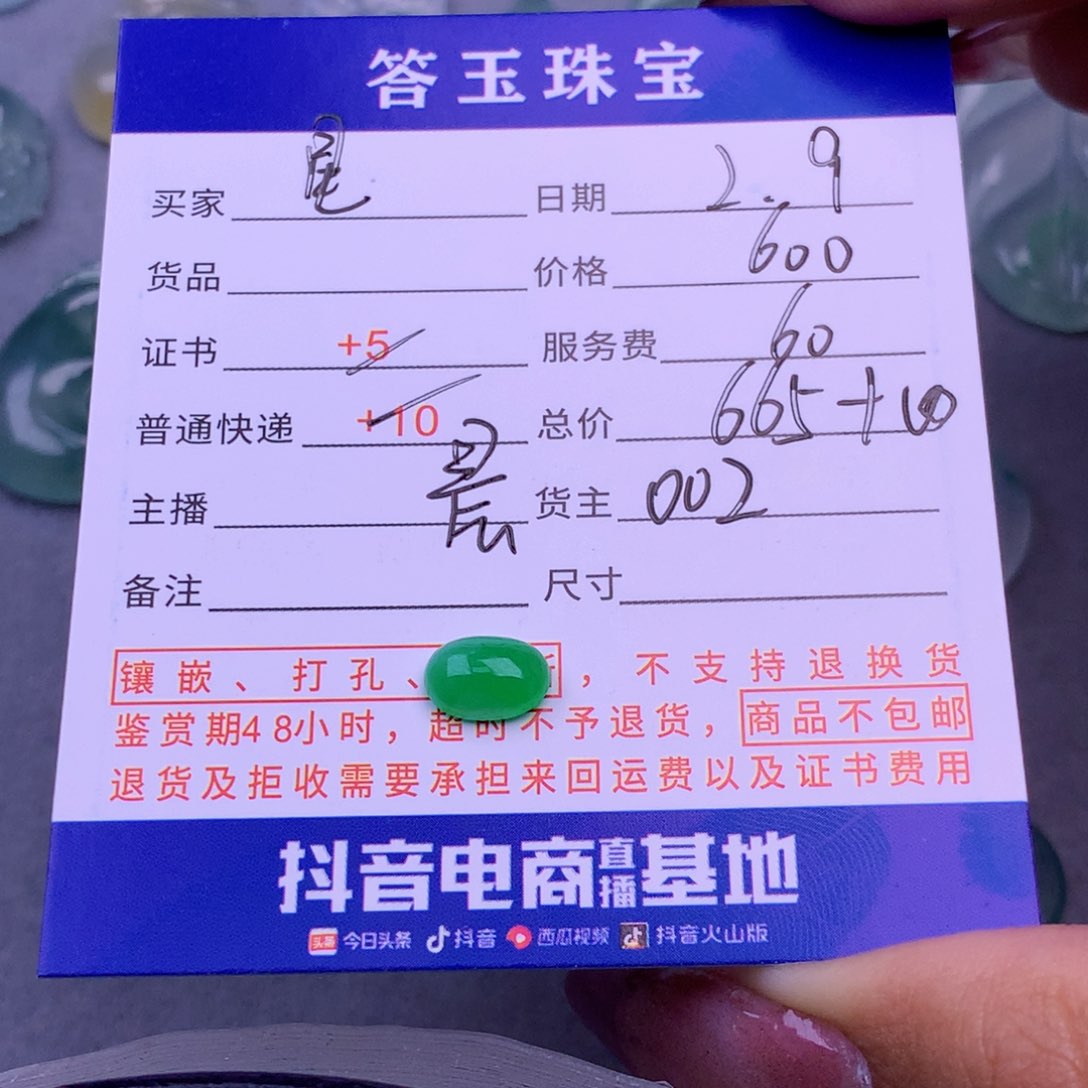 答玉珠宝
买家 尾 日期 2.9
货品 价格 600
证书 +5 服务费 60
普通快递 +10 总价 665+10
主播 晨 货主 002
备注 尺寸
镶嵌、打孔、 ，不支持退换货
鉴赏期48小时，超时不予退货，商品不包邮
退货及拒收需要承担来回运费以及证书费用
抖音电商直播基地
头条 今日头条 抖音 西瓜视频 抖音火山版